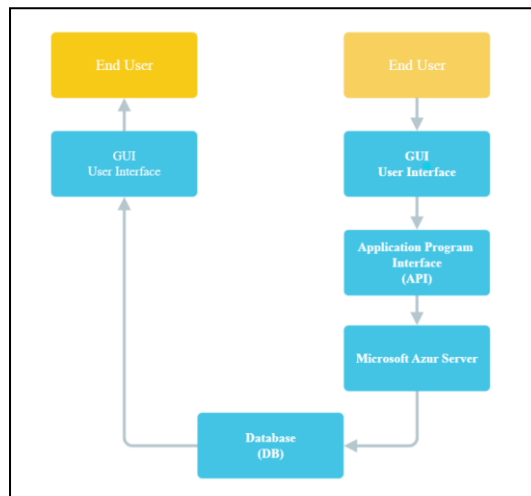 End User
End User
GUI
User Interface
GUI
User Interface
Application Program
Interface
(API)
Microsoft Azur Server
Database
(DB)